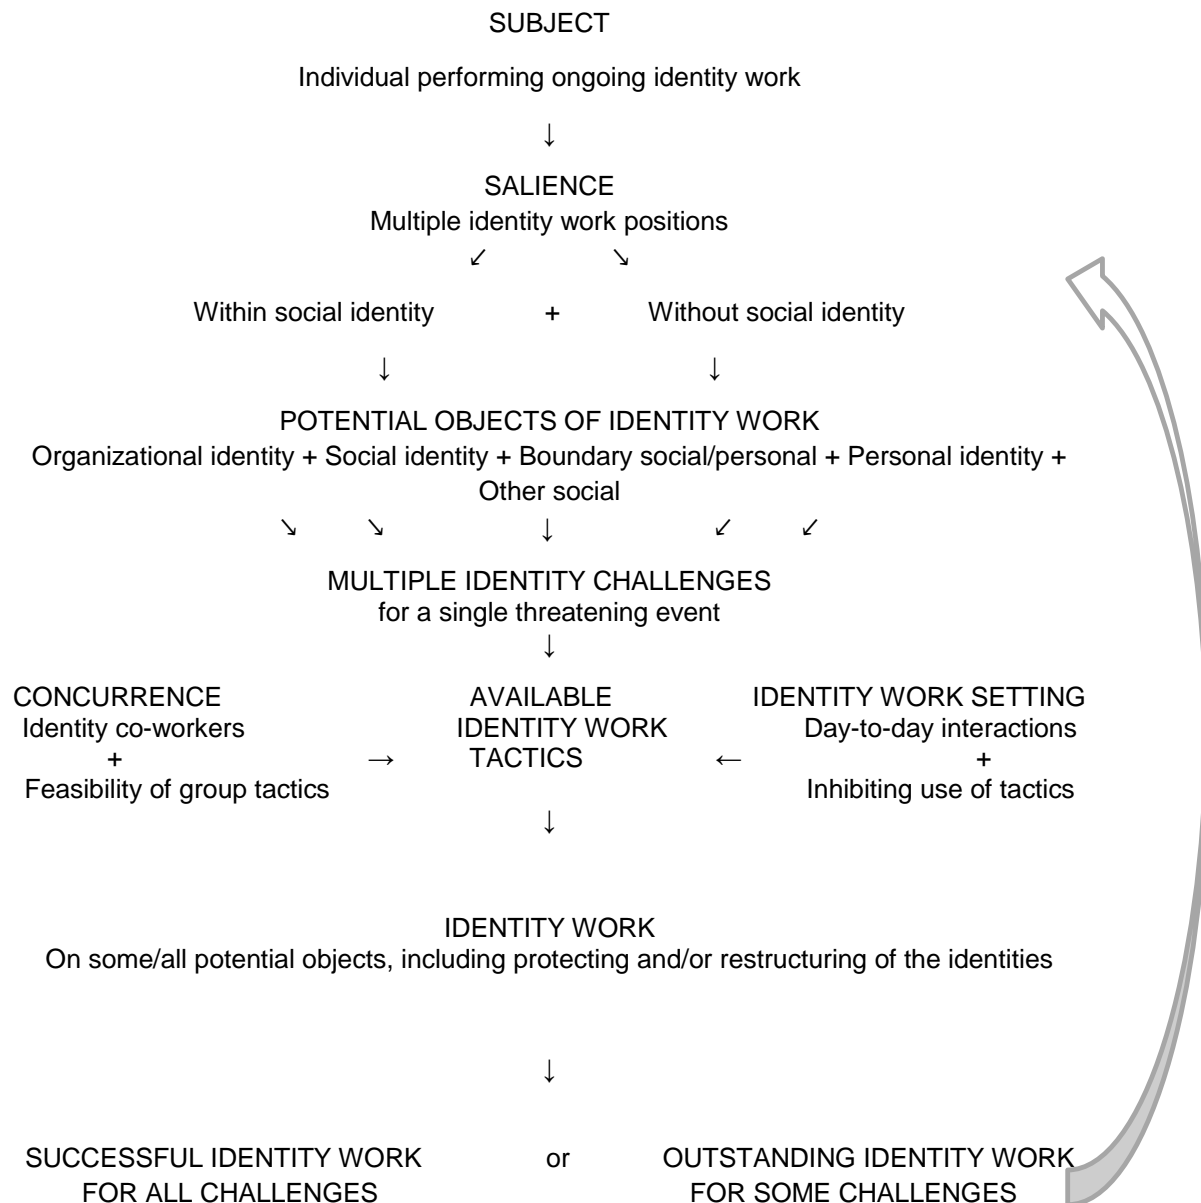 SUBJECT
Individual performing ongoing identity work
↓
SALIENCE
Multiple identity work positions
↙ ↘
Within social identity + Without social identity
↓ ↓
POTENTIAL OBJECTS OF IDENTITY WORK
Organizational identity + Social identity + Boundary social/personal + Personal identity +
Other social
↘ ↘ ↓ ↙ ↙
MULTIPLE IDENTITY CHALLENGES
for a single threatening event
↓
CONCURRENCE AVAILABLE IDENTITY WORK SETTING
Identity co-workers IDENTITY WORK Day-to-day interactions
+ → TACTICS ← +
Feasibility of group tactics Inhibiting use of tactics
↓
IDENTITY WORK
On some/all potential objects, including protecting and/or restructuring of the identities
↓
SUCCESSFUL IDENTITY WORK or OUTSTANDING IDENTITY WORK
FOR ALL CHALLENGES FOR SOME CHALLENGES